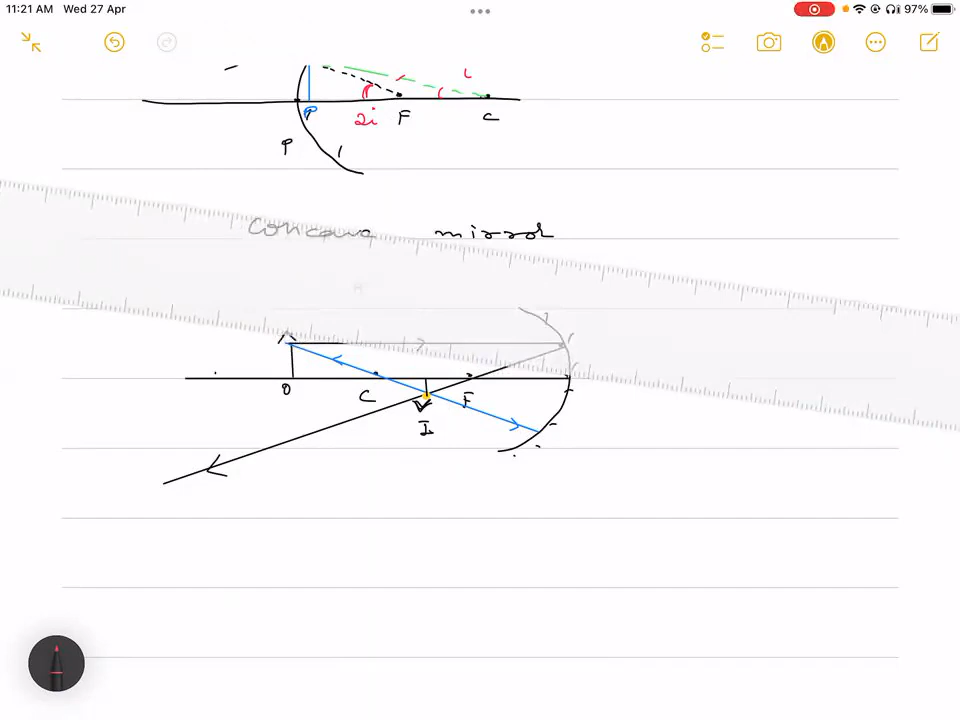 11:21 AM Wed 27 Apr
97%
P
2i F C
P
Concave mirror
O C F
I